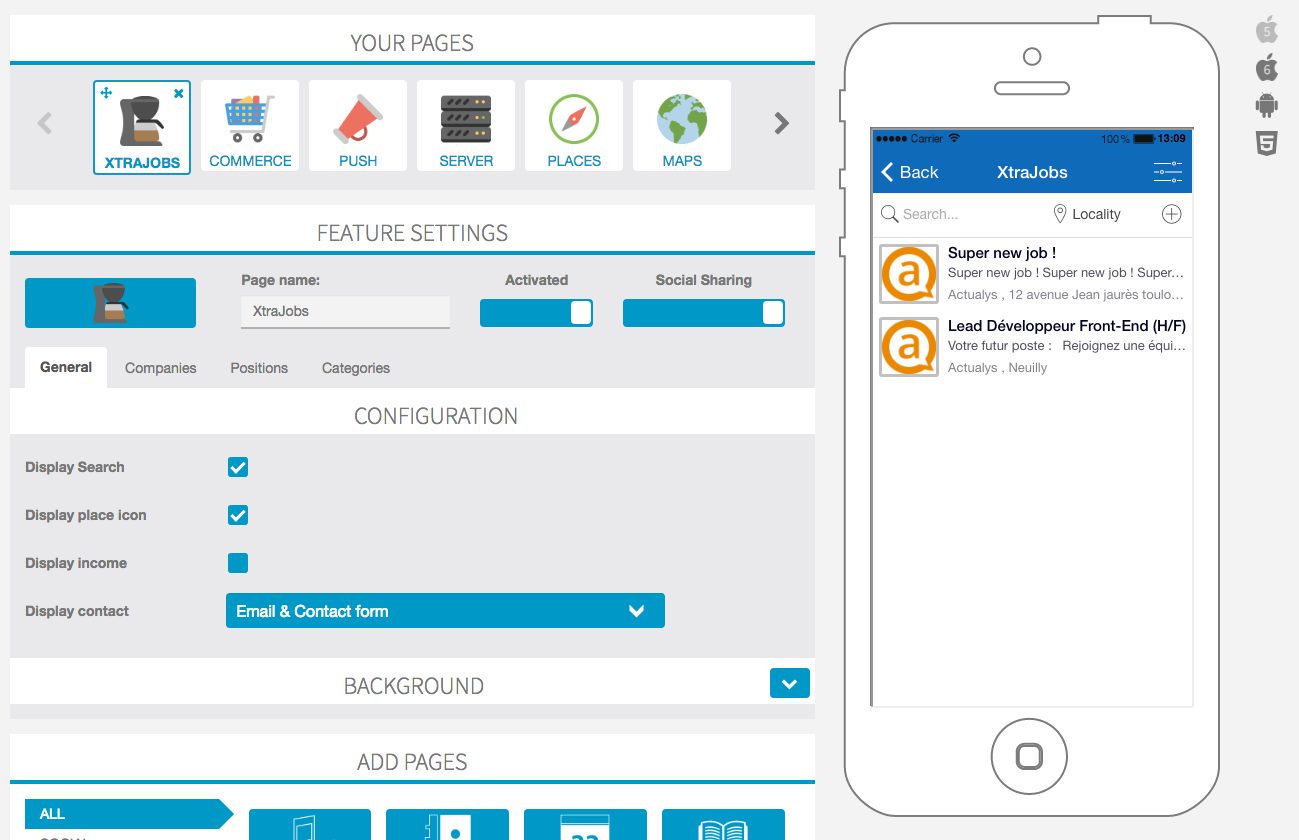 YOUR PAGES
XTRAJOBS
COMMERCE
PUSH
SERVER
PLACES
MAPS
FEATURE SETTINGS
Page name:
Activated
Social Sharing
XtraJobs
General
Companies
Positions
Categories
CONFIGURATION
Display Search
Display place icon
Display income
Display contact
Email & Contact form
BACKGROUND
ADD PAGES
ALL
Carrier
100 %
13:09
Back
XtraJobs
Search...
Locality
Super new job !
Super new job ! Super new job ! Super...
Actualys , 12 avenue Jean jaurès toulo...
Lead Développeur Front-End (H/F)
Votre futur poste : Rejoignez une équi...
Actualys , Neuilly
5
6
5